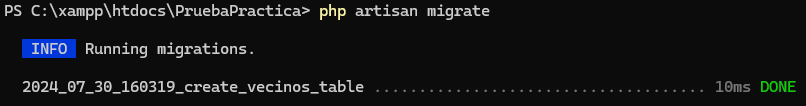 PS C:\xampp\htdocs\PruebaPractica> php artisan migrate
INFO Running migrations.
2024_07_30_160319_create_vecinos_table ..................................... 10ms DONE